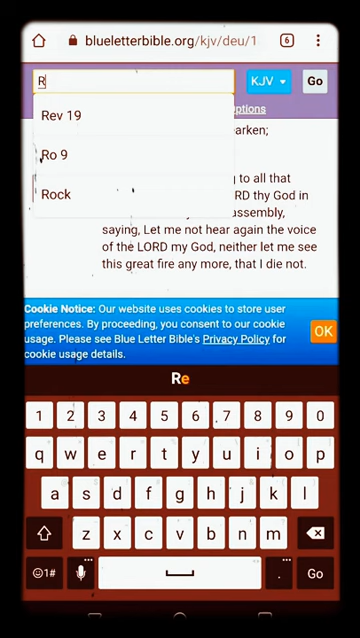 blueletterbible.org/kjv/deu/1
6
R
KJV
Go
Rev 19
Options
earken;
Ro 9
g to all that
Rock
RD thy God in
assembly,
saying, Let me not hear again the voice
of the LORD my God, neither let me see
this great fire any more, that I die not.
Cookie Notice: Our website uses cookies to store user
preferences. By proceeding, you consent to our cookie
usage. Please see Blue Letter Bible's Privacy Policy for
cookie usage details.
OK
Re
1 2 3 4 5 6 7 8 9 0
q w e r t y u i o p
a s d f g h j k l
z x c v b n m
1# . Go